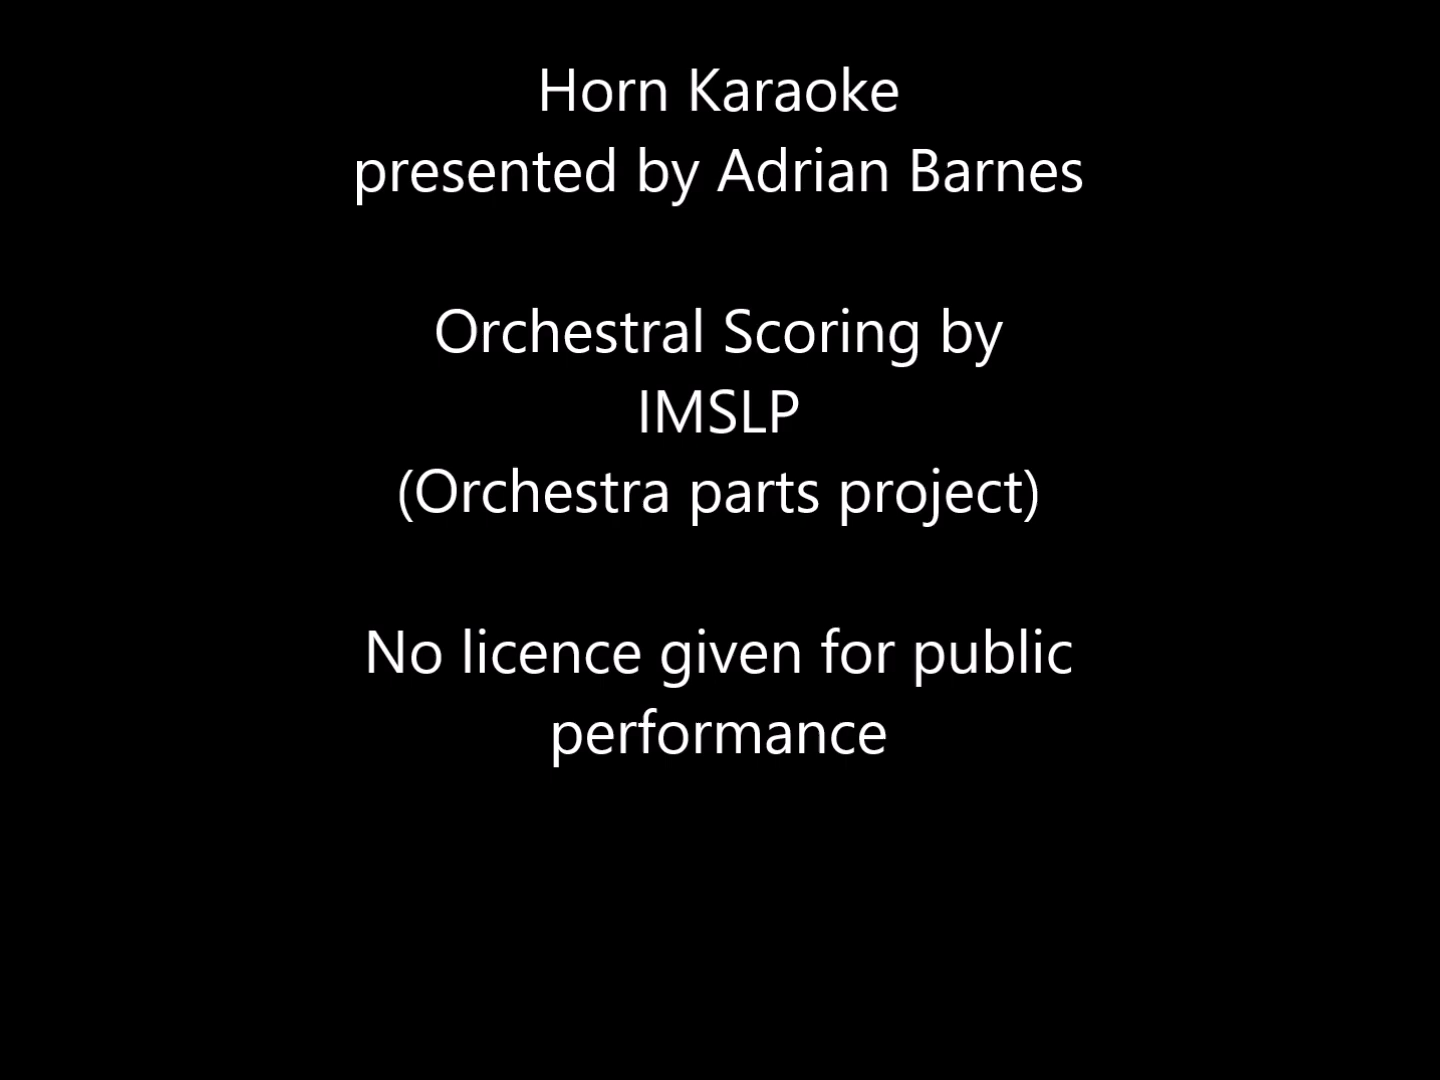 Horn Karaoke
presented by Adrian Barnes
Orchestral Scoring by
IMSLP
(Orchestra parts project)
No licence given for public
performance